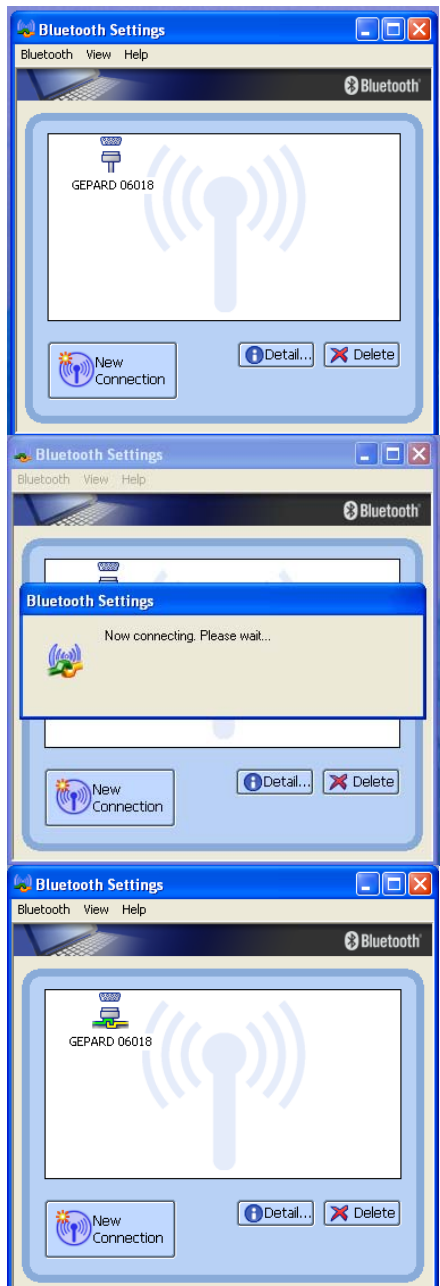 Bluetooth Settings
Bluetooth View Help
Bluetooth
GEPARD 06018
New
Connection
Detail...
Delete
Bluetooth Settings
Bluetooth View Help
Bluetooth
Bluetooth Settings
Now connecting. Please wait...
New
Connection
Detail...
Delete
Bluetooth Settings
Bluetooth View Help
Bluetooth
GEPARD 06018
New
Connection
Detail...
Delete